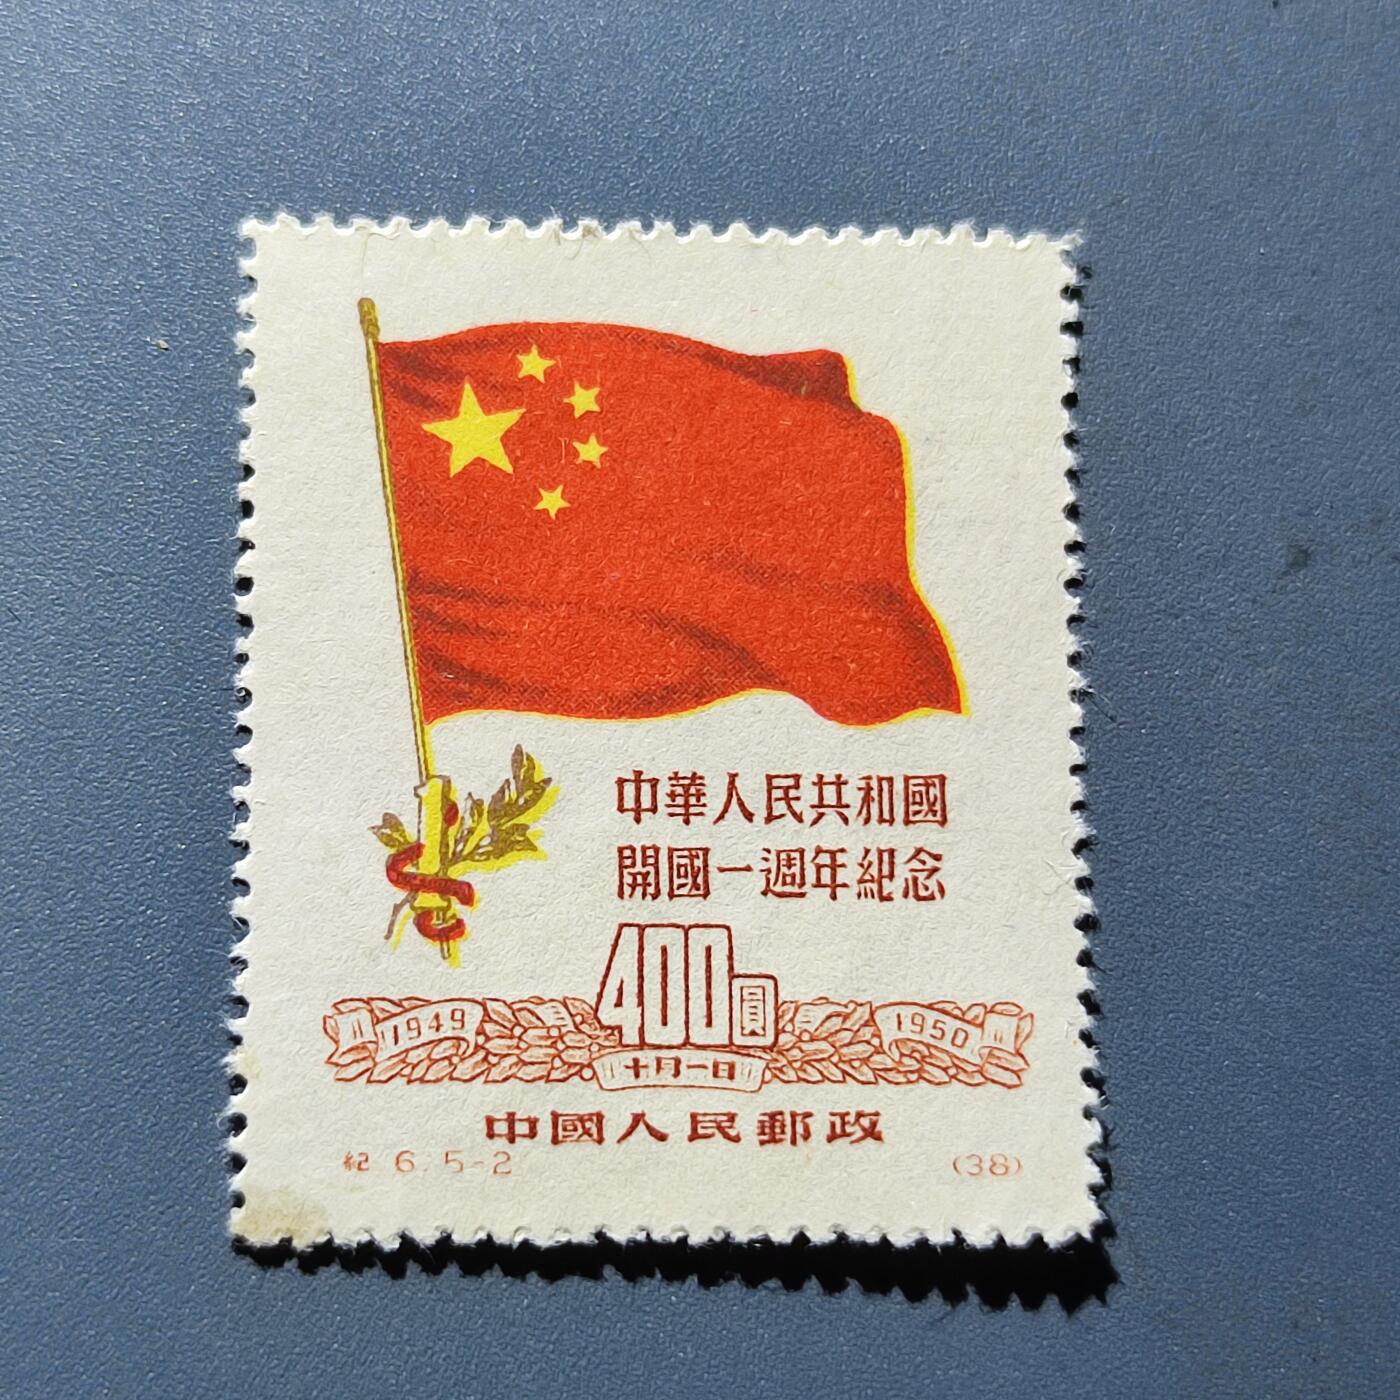 中華人民共和國
開國一週年紀念
400圓
1949
1950
十月一日
中國人民郵政
紀 6. 5-2
(38)